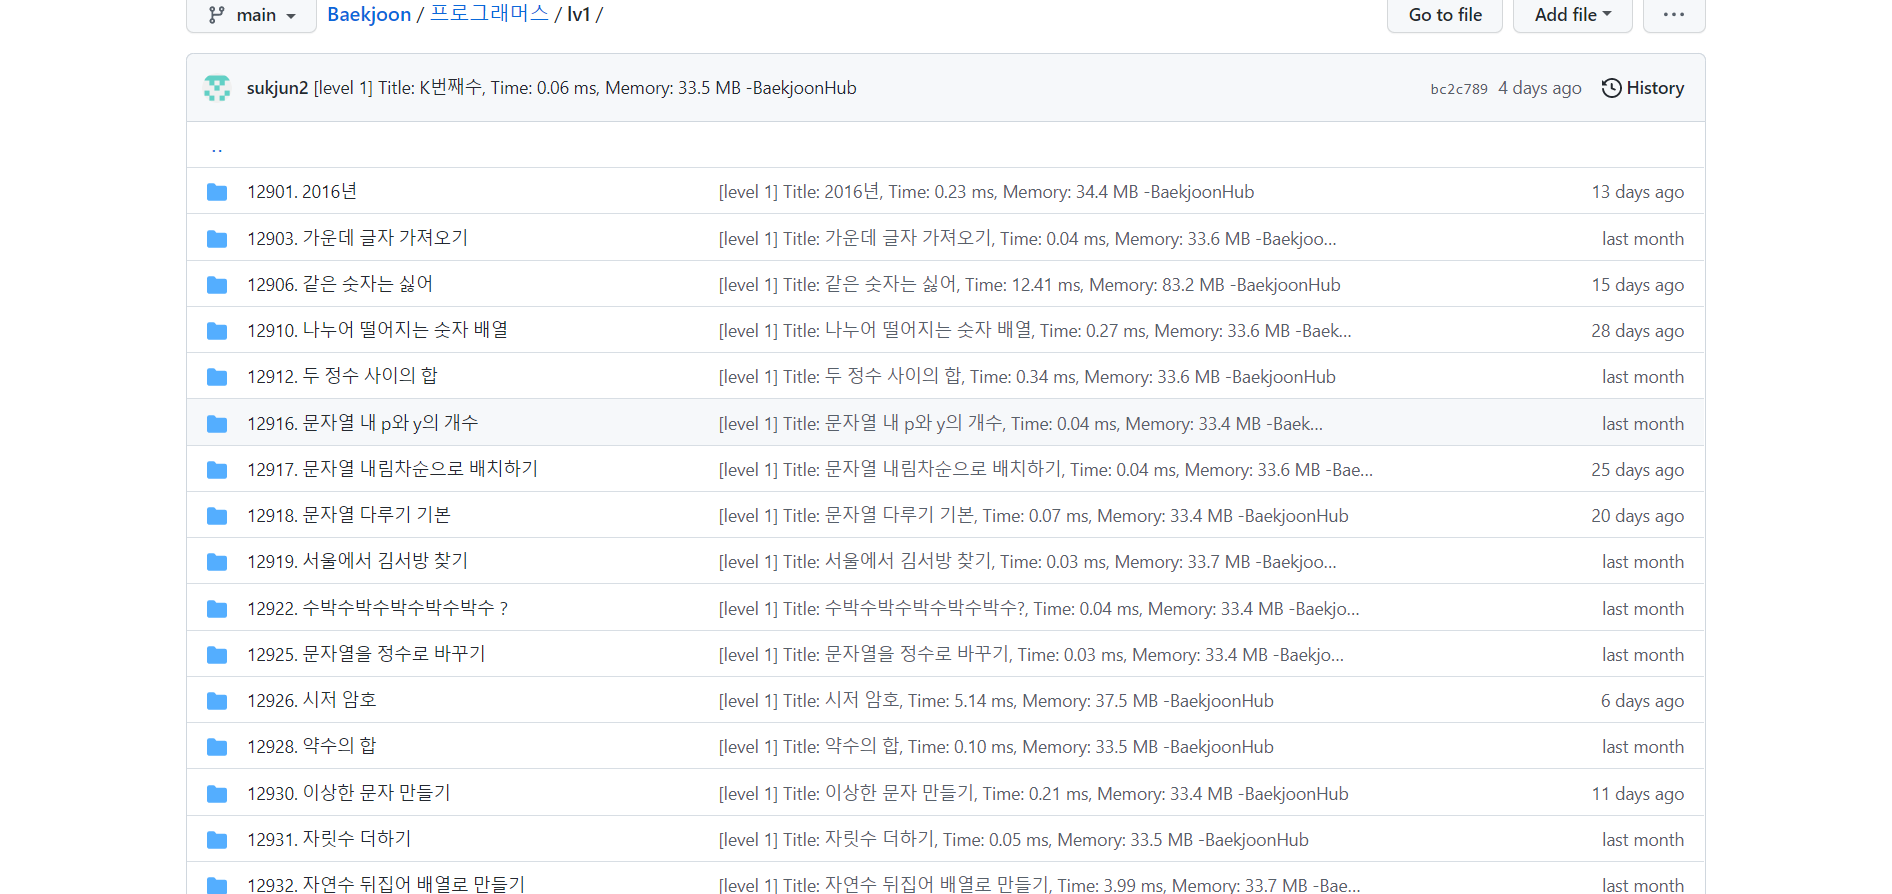 main Baekjoon / 프로그래머스 / lv1 / Go to file Add file ...
sukjun2 [level 1] Title: K번째수, Time: 0.06 ms, Memory: 33.5 MB -BaekjoonHub bc2c789 4 days ago History
..
12901. 2016년 [level 1] Title: 2016년, Time: 0.23 ms, Memory: 34.4 MB -BaekjoonHub 13 days ago
12903. 가운데 글자 가져오기 [level 1] Title: 가운데 글자 가져오기, Time: 0.04 ms, Memory: 33.6 MB -Baekjoo... last month
12906. 같은 숫자는 싫어 [level 1] Title: 같은 숫자는 싫어, Time: 12.41 ms, Memory: 83.2 MB -BaekjoonHub 15 days ago
12910. 나누어 떨어지는 숫자 배열 [level 1] Title: 나누어 떨어지는 숫자 배열, Time: 0.27 ms, Memory: 33.6 MB -Baek... 28 days ago
12912. 두 정수 사이의 합 [level 1] Title: 두 정수 사이의 합, Time: 0.34 ms, Memory: 33.6 MB -BaekjoonHub last month
12916. 문자열 내 p와 y의 개수 [level 1] Title: 문자열 내 p와 y의 개수, Time: 0.04 ms, Memory: 33.4 MB -Baek... last month
12917. 문자열 내림차순으로 배치하기 [level 1] Title: 문자열 내림차순으로 배치하기, Time: 0.04 ms, Memory: 33.6 MB -Bae... 25 days ago
12918. 문자열 다루기 기본 [level 1] Title: 문자열 다루기 기본, Time: 0.07 ms, Memory: 33.4 MB -BaekjoonHub 20 days ago
12919. 서울에서 김서방 찾기 [level 1] Title: 서울에서 김서방 찾기, Time: 0.03 ms, Memory: 33.7 MB -Baekjoo... last month
12922. 수박수박수박수박수박수？ [level 1] Title: 수박수박수박수박수박수?, Time: 0.04 ms, Memory: 33.4 MB -Baekjo... last month
12925. 문자열을 정수로 바꾸기 [level 1] Title: 문자열을 정수로 바꾸기, Time: 0.03 ms, Memory: 33.4 MB -Baekjo... last month
12926. 시저 암호 [level 1] Title: 시저 암호, Time: 5.14 ms, Memory: 37.5 MB -BaekjoonHub 6 days ago
12928. 약수의 합 [level 1] Title: 약수의 합, Time: 0.10 ms, Memory: 33.5 MB -BaekjoonHub last month
12930. 이상한 문자 만들기 [level 1] Title: 이상한 문자 만들기, Time: 0.21 ms, Memory: 33.4 MB -BaekjoonHub 11 days ago
12931. 자릿수 더하기 [level 1] Title: 자릿수 더하기, Time: 0.05 ms, Memory: 33.5 MB -BaekjoonHub last month
12932. 자연수 뒤집어 배열로 만들기 [level 1] Title: 자연수 뒤집어 배열로 만들기, Time: 3.99 ms, Memory: 33.7 MB -Bae... last month